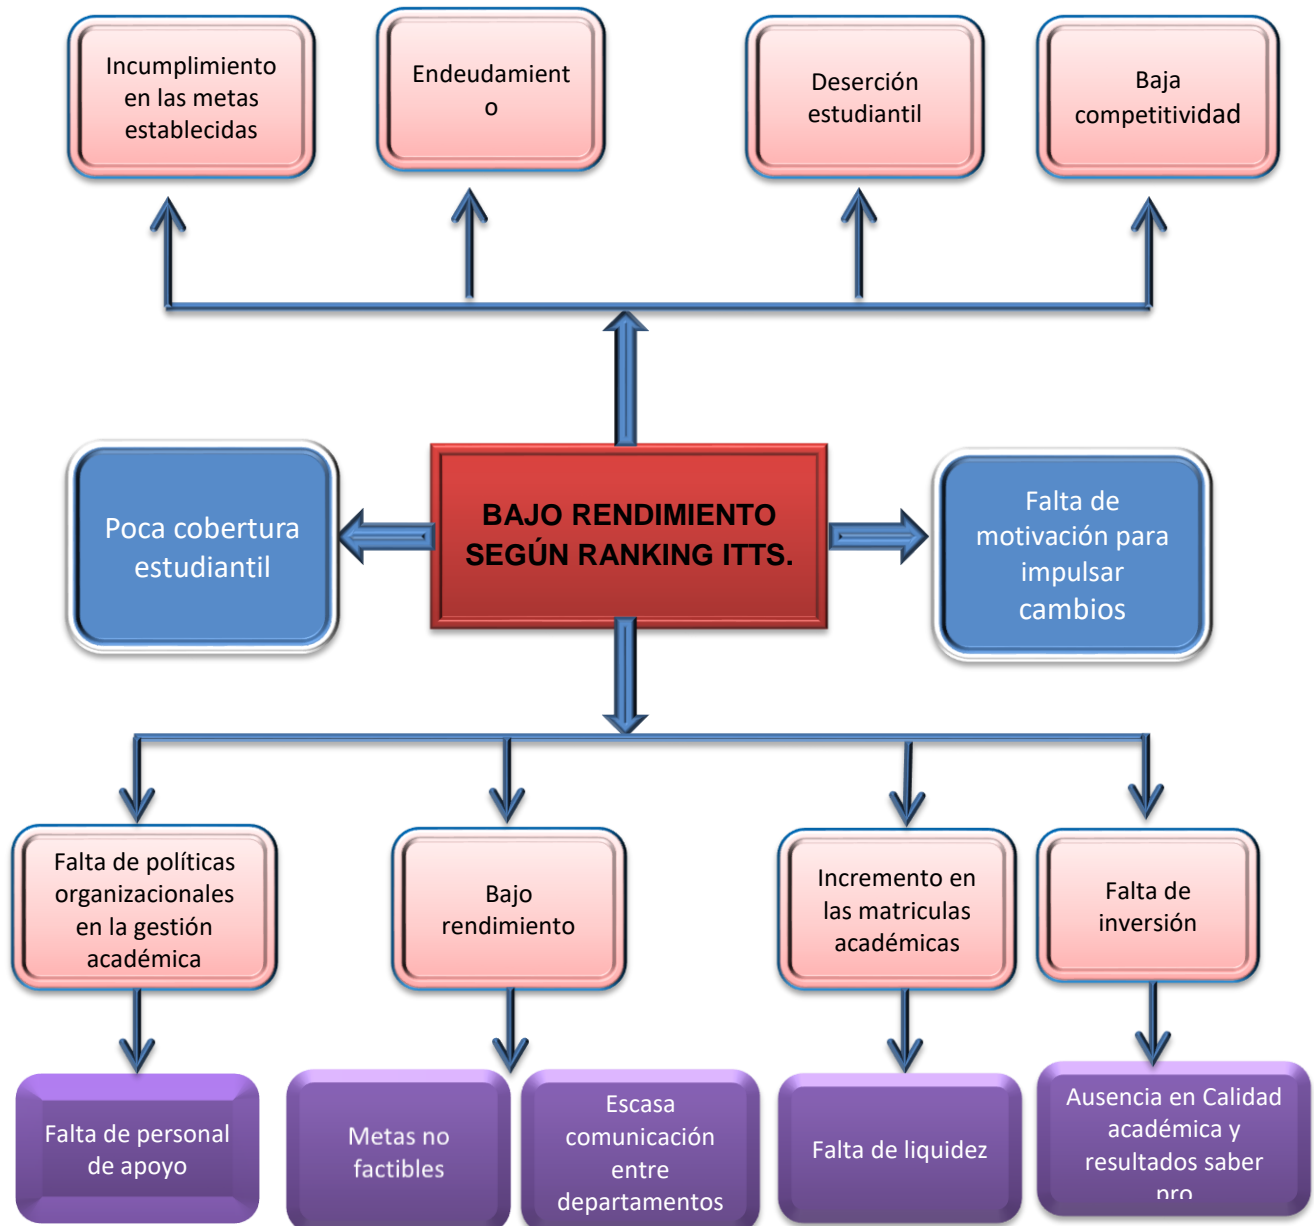 Incumplimiento
en las metas
establecidas
Endeudamient
o
Deserción
estudiantil
Baja
competitividad
Poca cobertura
estudiantil
BAJO RENDIMIENTO
SEGÚN RANKING ITTS.
Falta de
motivación para
impulsar
cambios
Falta de políticas
organizacionales
en la gestión
académica
Bajo
rendimiento
Incremento en
las matriculas
académicas
Falta de
inversión
Falta de personal
de apoyo
Metas no
factibles
Escasa
comunicación
entre
departamentos
Falta de liquidez
Ausencia en Calidad
académica y
resultados saber
pro